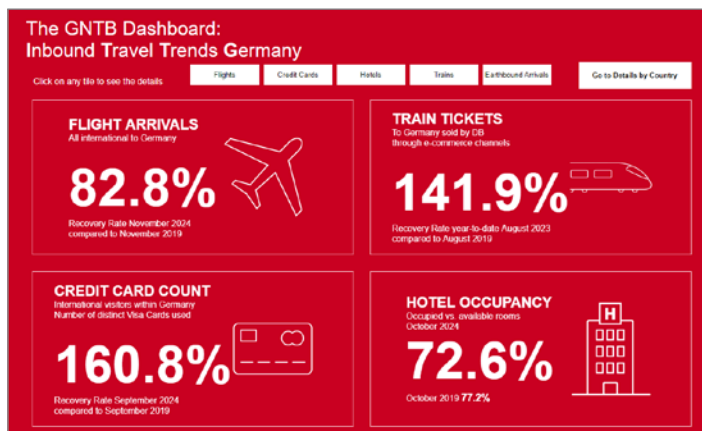 The GNTB Dashboard:
Inbound Travel Trends Germany
Click on any tile to see the details
Flights
Credit Cards
Hotels
Trains
Earthbound Arrivals
Go to Details by Country
FLIGHT ARRIVALS
All international to Germany
82.8%
Recovery Rate November 2024
compared to November 2019
TRAIN TICKETS
To Germany sold by DB
through e-commerce channels
141.9%
Recovery Rate year-to-date August 2023
compared to August 2019
CREDIT CARD COUNT
International visitors within Germany
Number of distinct Visa Cards used
160.8%
Recovery Rate September 2024
compared to September 2019
HOTEL OCCUPANCY
Occupied vs. available rooms
October 2024
H
72.6%
October 2019 77.2%